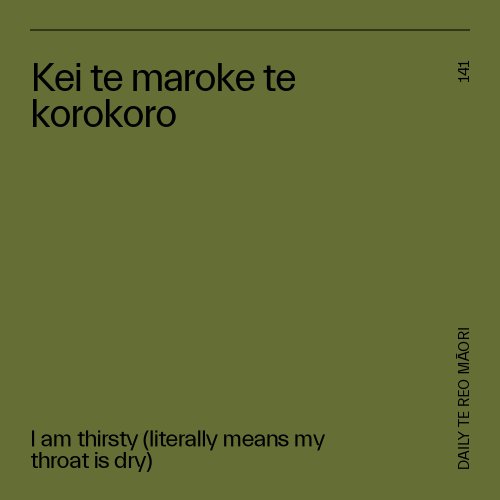 Kei te maroke te
korokoro
141
DAILY TE REO MĀORI
I am thirsty (literally means my
throat is dry)